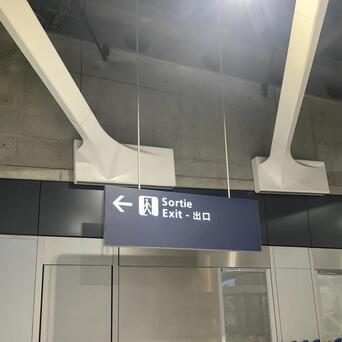 Sortie
Exit - 出口